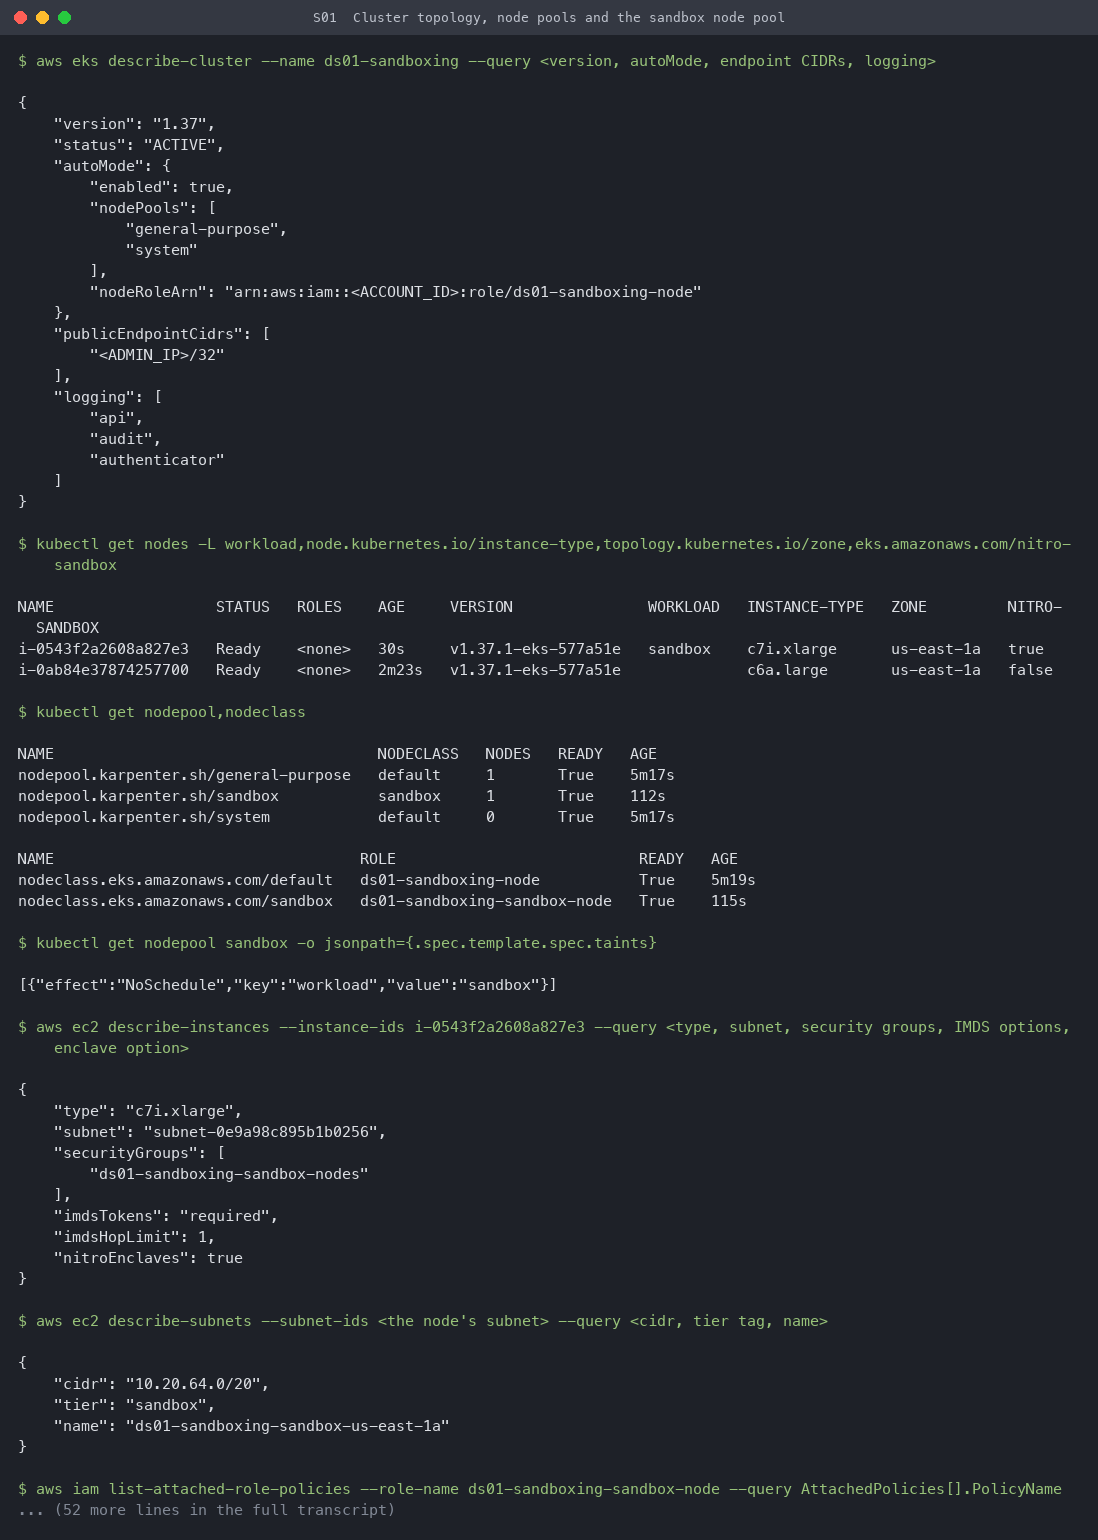 S01  Cluster topology, node pools and the sandbox node pool
$ aws eks describe-cluster --name ds01-sandboxing --query <version, autoMode, endpoint CIDRs, logging>
{
    "version": "1.37",
    "status": "ACTIVE",
    "autoMode": {
        "enabled": true,
        "nodePools": [
            "general-purpose",
            "system"
        ],
        "nodeRoleArn": "arn:aws:iam::<ACCOUNT_ID>:role/ds01-sandboxing-node"
    },
    "publicEndpointCidrs": [
        "<ADMIN_IP>/32"
    ],
    "logging": [
        "api",
        "audit",
        "authenticator"
    ]
}
$ kubectl get nodes -L workload,node.kubernetes.io/instance-type,topology.kubernetes.io/zone,eks.amazonaws.com/nitro-
    sandbox
NAME                  STATUS   ROLES    AGE     VERSION               WORKLOAD   INSTANCE-TYPE   ZONE         NITRO-
  SANDBOX
i-0543f2a2608a827e3   Ready    <none>   30s     v1.37.1-eks-577a51e   sandbox    c7i.xlarge      us-east-1a   true
i-0ab84e37874257700   Ready    <none>   2m23s   v1.37.1-eks-577a51e              c6a.large       us-east-1a   false
$ kubectl get nodepool,nodeclass
NAME                                    NODECLASS   NODES   READY   AGE
nodepool.karpenter.sh/general-purpose   default     1       True    5m17s
nodepool.karpenter.sh/sandbox           sandbox     1       True    112s
nodepool.karpenter.sh/system            default     0       True    5m17s
NAME                                  ROLE                           READY   AGE
nodeclass.eks.amazonaws.com/default   ds01-sandboxing-node           True    5m19s
nodeclass.eks.amazonaws.com/sandbox   ds01-sandboxing-sandbox-node   True    115s
$ kubectl get nodepool sandbox -o jsonpath={.spec.template.spec.taints}
[{"effect":"NoSchedule","key":"workload","value":"sandbox"}]
$ aws ec2 describe-instances --instance-ids i-0543f2a2608a827e3 --query <type, subnet, security groups, IMDS options,
    enclave option>
{
    "type": "c7i.xlarge",
    "subnet": "subnet-0e9a98c895b1b0256",
    "securityGroups": [
        "ds01-sandboxing-sandbox-nodes"
    ],
    "imdsTokens": "required",
    "imdsHopLimit": 1,
    "nitroEnclaves": true
}
$ aws ec2 describe-subnets --subnet-ids <the node's subnet> --query <cidr, tier tag, name>
{
    "cidr": "10.20.64.0/20",
    "tier": "sandbox",
    "name": "ds01-sandboxing-sandbox-us-east-1a"
}
$ aws iam list-attached-role-policies --role-name ds01-sandboxing-sandbox-node --query AttachedPolicies[].PolicyName
... (52 more lines in the full transcript)